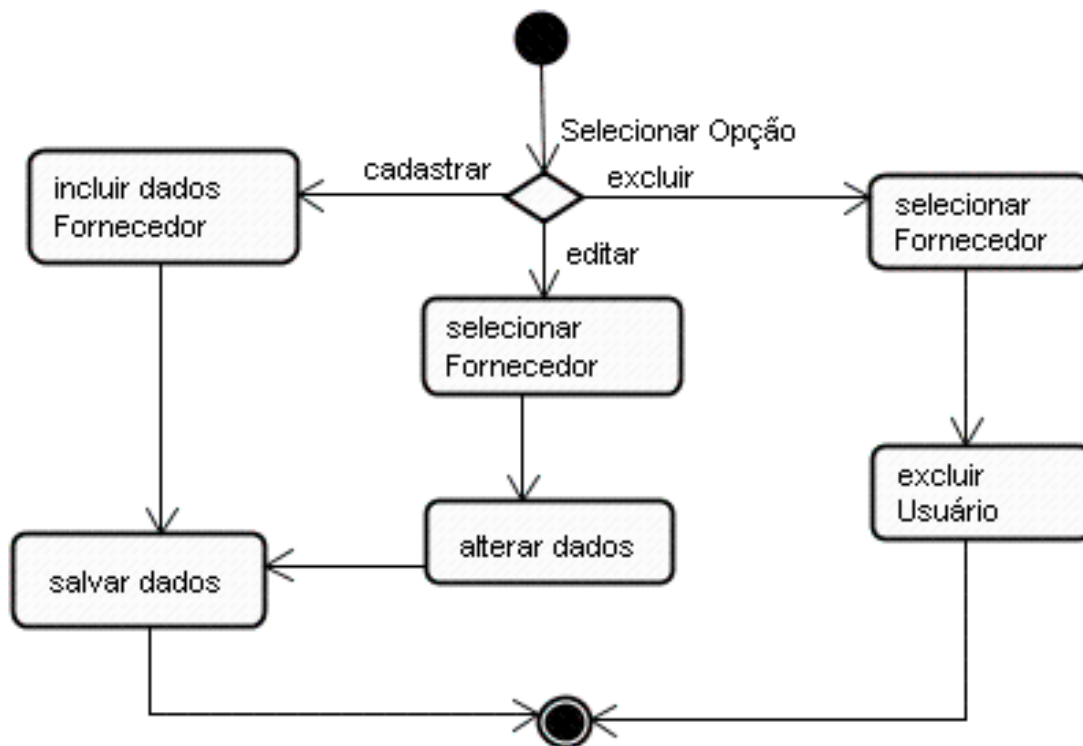 Selecionar Opção
cadastrar
excluir
incluir dados
Fornecedor
selecionar
Fornecedor
editar
selecionar
Fornecedor
excluir
Usuário
alterar dados
salvar dados